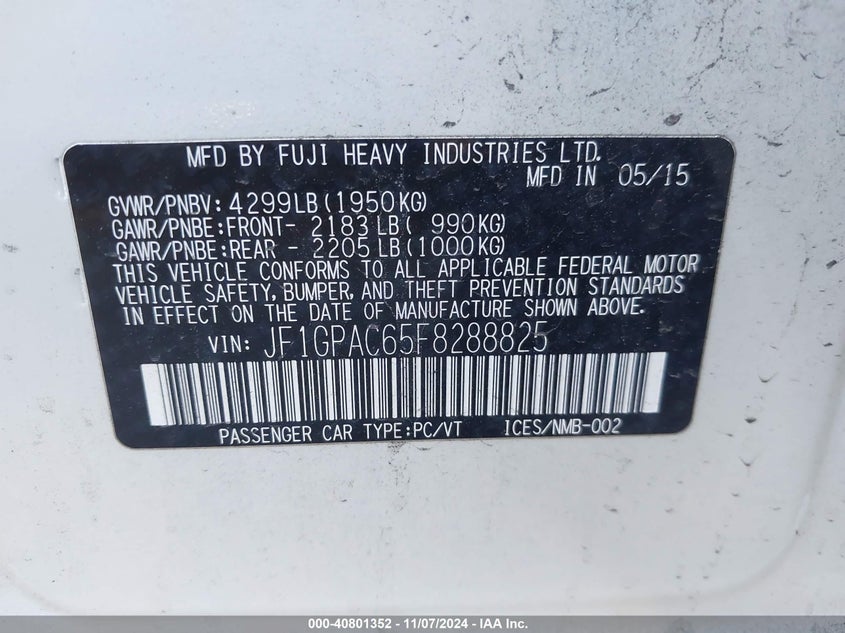 MFD BY FUJI HEAVY INDUSTRIES LTD.
MFD IN 05/15
GVWR/PNBV: 4299LB(1950KG)
GAWR/PNBE:FRONT- 2183LB( 990KG)
GAWR/PNBE:REAR - 2205LB(1000KG)
THIS VEHICLE CONFORMS TO ALL APPLICABLE FEDERAL MOTOR
VEHICLE SAFETY, BUMPER, AND THEFT PREVENTION STANDARDS
IN EFFECT ON THE DATE OF MANUFACTURE SHOWN ABOVE.
VIN: JF1GPAC65F8288825
PASSENGER CAR TYPE:PC/VT ICES/NMB-002
000-40801352 - 11/07/2024 - IAA Inc.